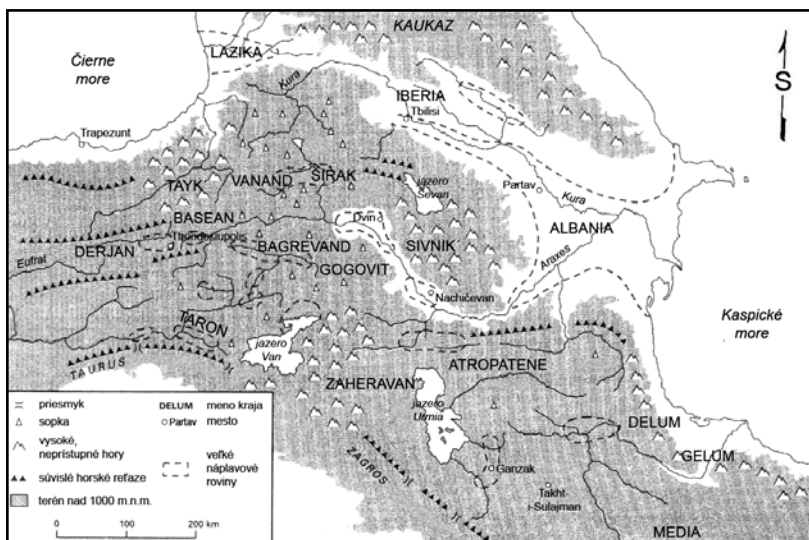 KAUKAZ
Čierne
more
LAZIKA
S
Kura
IBERIA
Tbilisi
Trapezunt
TAYK
VANAND
ŠIRAK
jazero
Sevan
Partav
Kura
BASEAN
Dvin
ALBANIA
DERJAN
Theodosiupolis
BAGREVAND
SIVNIK
Eufrat
GOGOVIT
Araxes
Nachičevan
Kaspické
more
TARON
jazero
Van
TAURUS
ATROPATENE
ZAHERAVAN
jazero
Urmia
DELUM
GELUM
ZAGROS
Ganzak
Takht
-i-Sulajman
MEDIA
priesmyk
DELUM meno kraja
sopka
Partav mesto
vysoké,
neprístupné hory
veľké
náplavové
roviny
súvislé horské reťaze
terén nad 1000 m.n.m.
0 100 200 km